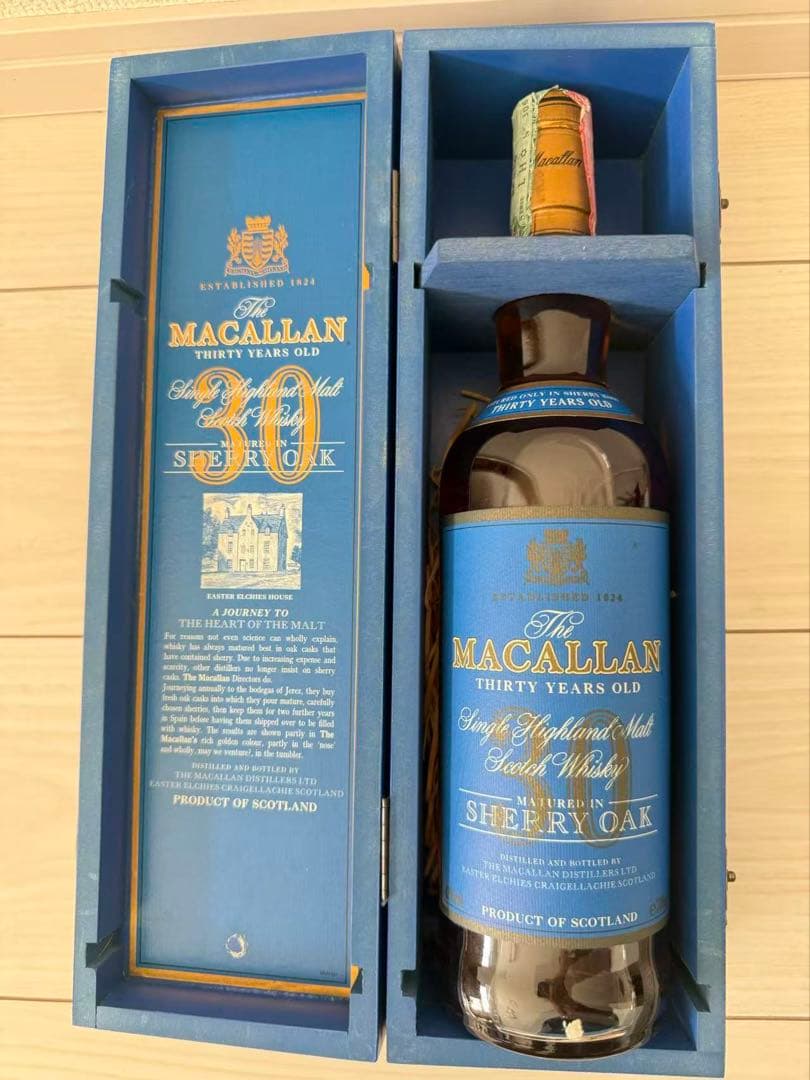 ESTABLISHED 1824
The
MACALLAN
THIRTY YEARS OLD
30
Single Highland Malt
Scotch Whisky
MATURED IN
SHERRY OAK
EASTER ELCHIES HOUSE
A JOURNEY TO
THE HEART OF THE MALT
For reasons not even science can wholly explain,
whisky has always matured best in oak casks
that have contained sherry. Due to increasing expense and
scarcity, other distillers no longer insist on sherry
casks. The Macallan Directors do.
Journeying annually to the bodegas of Jerez, they buy
fresh oak casks into which they pour mature, carefully
chosen sherries, then keep them for two further years
in Spain before having them shipped over to be filled
with whisky. The results are shown partly in The
Macallan's rich golden colour, partly in the 'nose'
and wholly, may we venture?, in the tumbler.
DISTILLED AND BOTTLED BY
THE MACALLAN DISTILLERS LTD
EASTER ELCHIES CRAIGELLACHIE SCOTLAND
PRODUCT OF SCOTLAND
Macallan
ONLY IN SHERRY
THIRTY YEARS OLD
ESTABLISHED 1824
The
MACALLAN
THIRTY YEARS OLD
30
Single Highland Malt
Scotch Whisky
MATURED IN
SHERRY OAK
DISTILLED AND BOTTLED BY
THE MACALLAN DISTILLERS LTD
EASTER ELCHIES CRAIGELLACHIE SCOTLAND
PRODUCT OF SCOTLAND